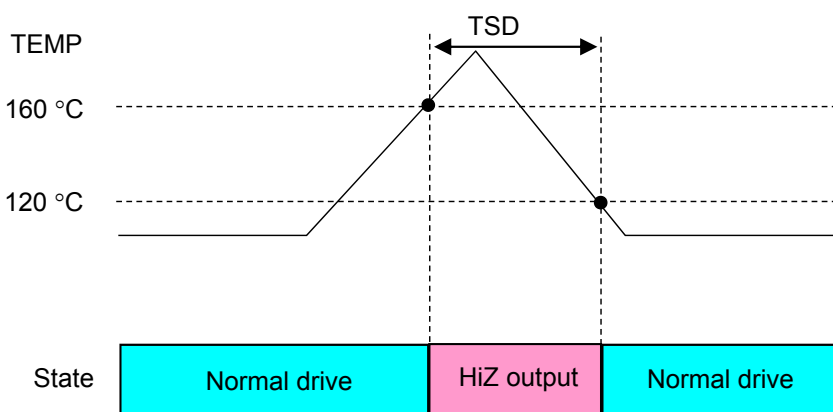 TSD
TEMP
160 °C
120 °C
State
Normal drive
HiZ output
Normal drive